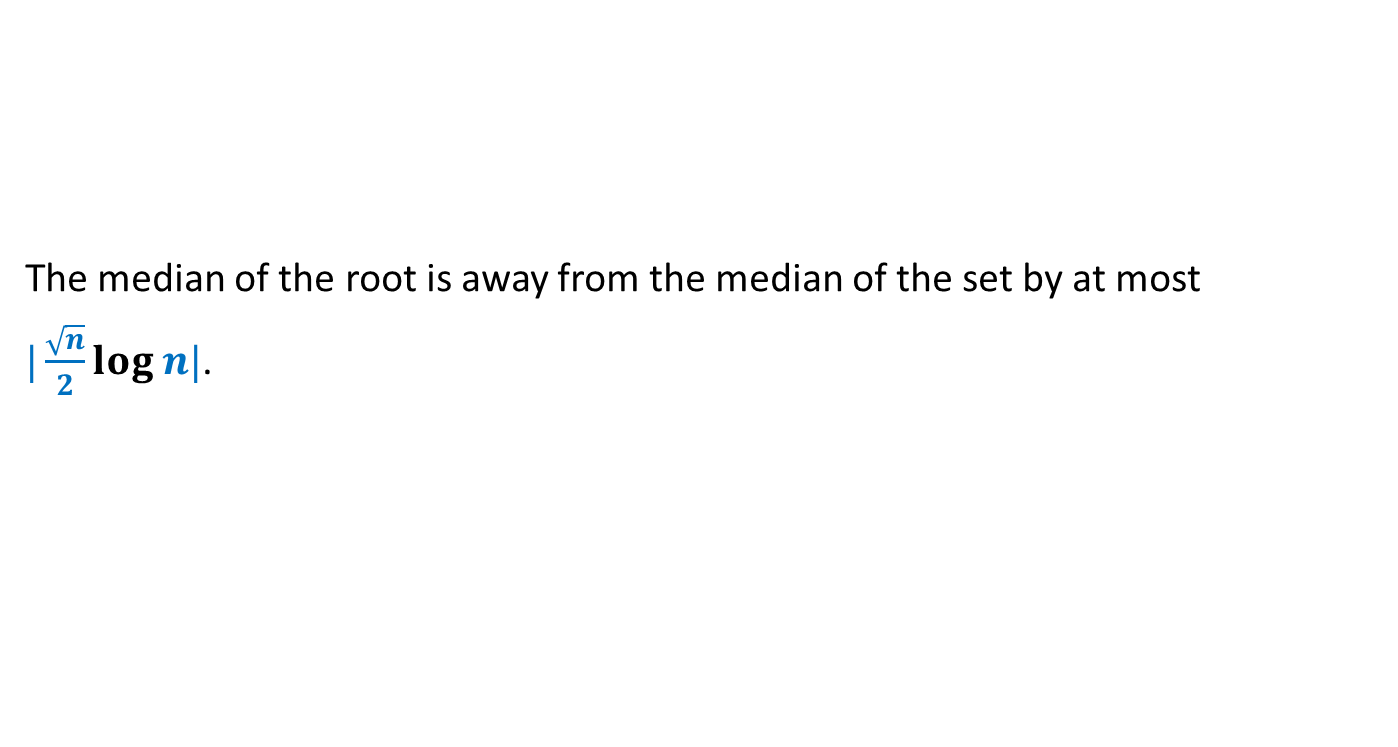 The median of the root is away from the median of the set by at most
|√n/2 log n|.